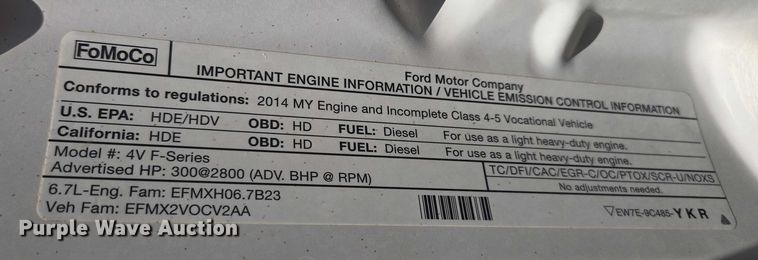 FoMoCo
Ford Motor Company
IMPORTANT ENGINE INFORMATION / VEHICLE EMISSION CONTROL INFORMATION
Conforms to regulations: 2014 MY Engine and Incomplete Class 4-5 Vocational Vehicle
U.S. EPA: HDE/HDV OBD: HD FUEL: Diesel For use as a light heavy-duty engine.
California: HDE OBD: HD FUEL: Diesel For use as a light heavy-duty engine.
Model #: 4V F-Series
Advertised HP: 300@2800 (ADV. BHP @ RPM)
TC/DFI/CAC/EGR-C/OC/PTOX/SCR-U/NOXS
No adjustments needed.
6.7L-Eng. Fam: EFMXH06.7B23
Veh Fam: EFMX2VOCV2AA
EW7E-9C485-YKR
Purple Wave Auction